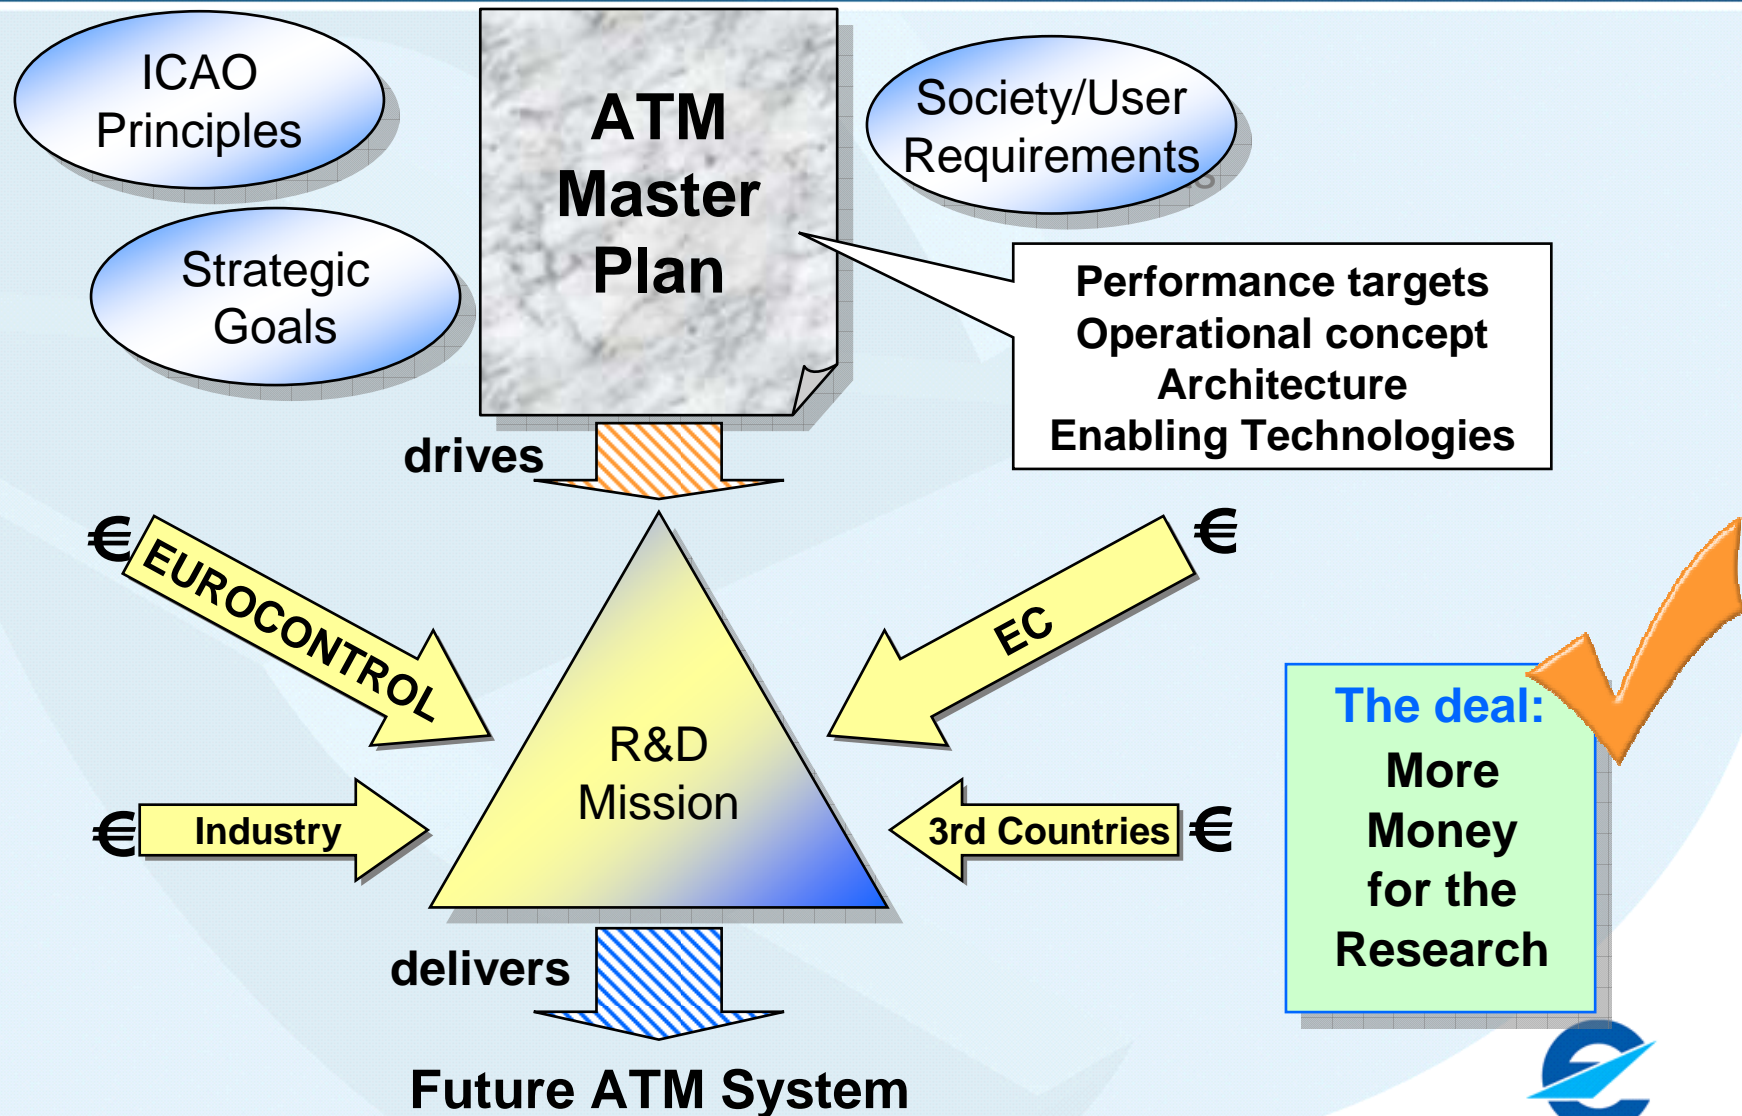 ICAO
Principles
Strategic
Goals
ATM
Master
Plan
Society/User
Requirements
Performance targets
Operational concept
Architecture
Enabling Technologies
drives
€ EUROCONTROL
EC €
R&D
Mission
€ Industry
3rd Countries €
The deal:
More
Money
for the
Research
delivers
Future ATM System